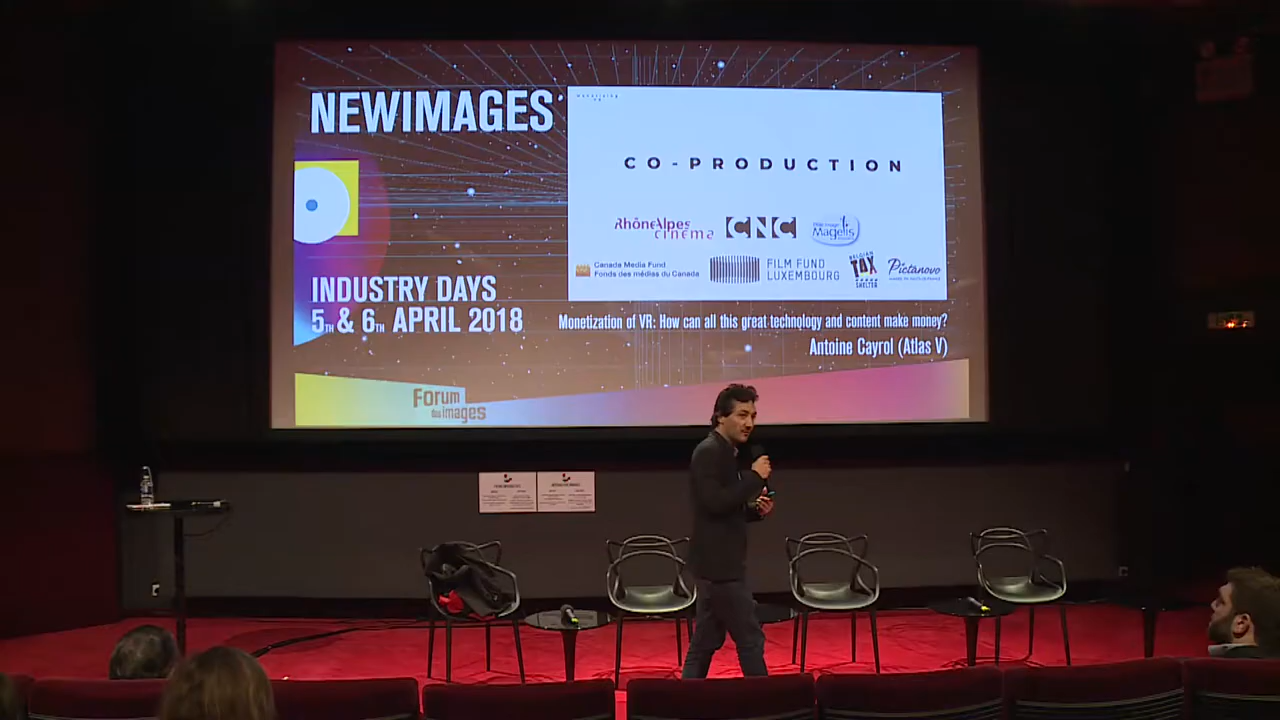 NEWIMAGES
CO-PRODUCTION
RhôneAlpes
cinéma
CNC
Magelis
Canada Media Fund
Fonds des médias du Canada
FILM FUND
LUXEMBOURG
BELGIAN
TAX
SHELTER
Pictanovo
INDUSTRY DAYS
5TH & 6TH APRIL 2018
Monetization of VR: How can all this great technology and content make money?
Antoine Cayrol (Atlas V)
Forum
des images